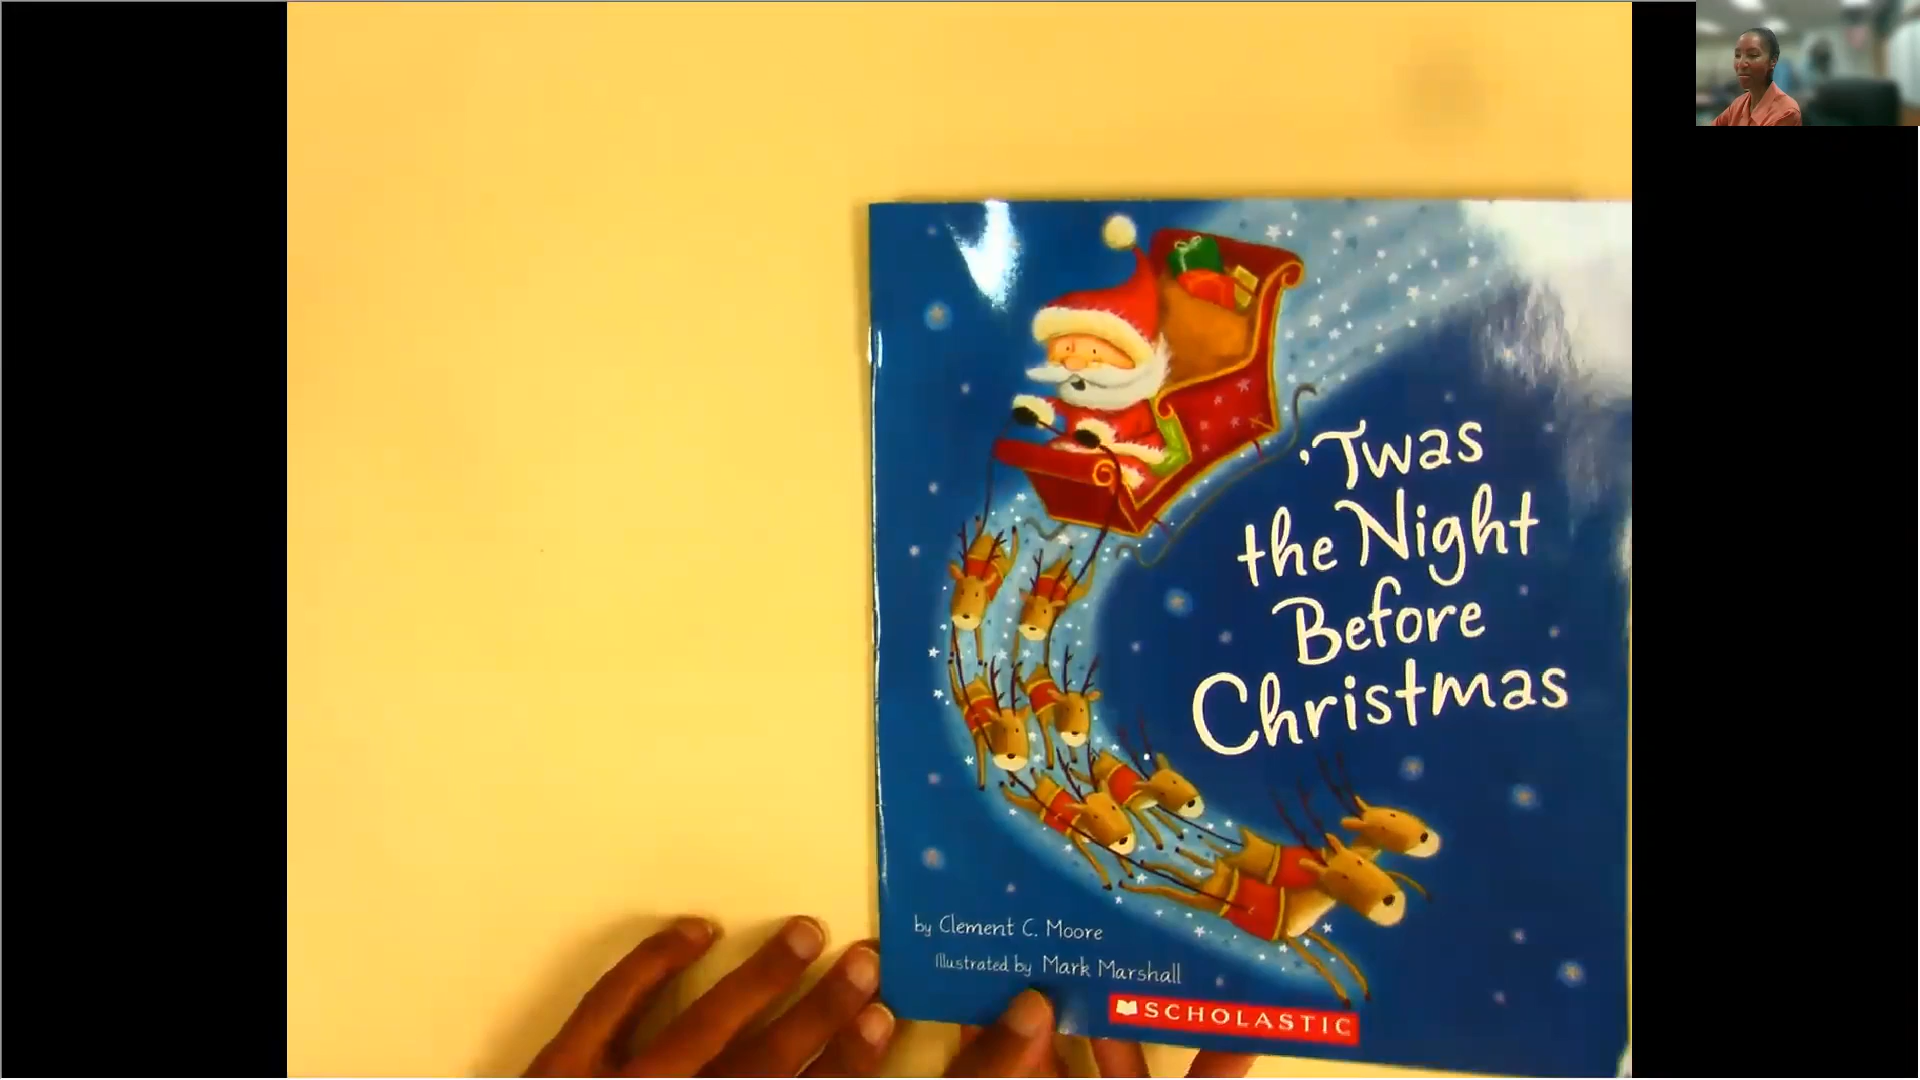 'Twas
the Night
Before
Christmas
by Clement C. Moore
Illustrated by Mark Marshall
SCHOLASTIC